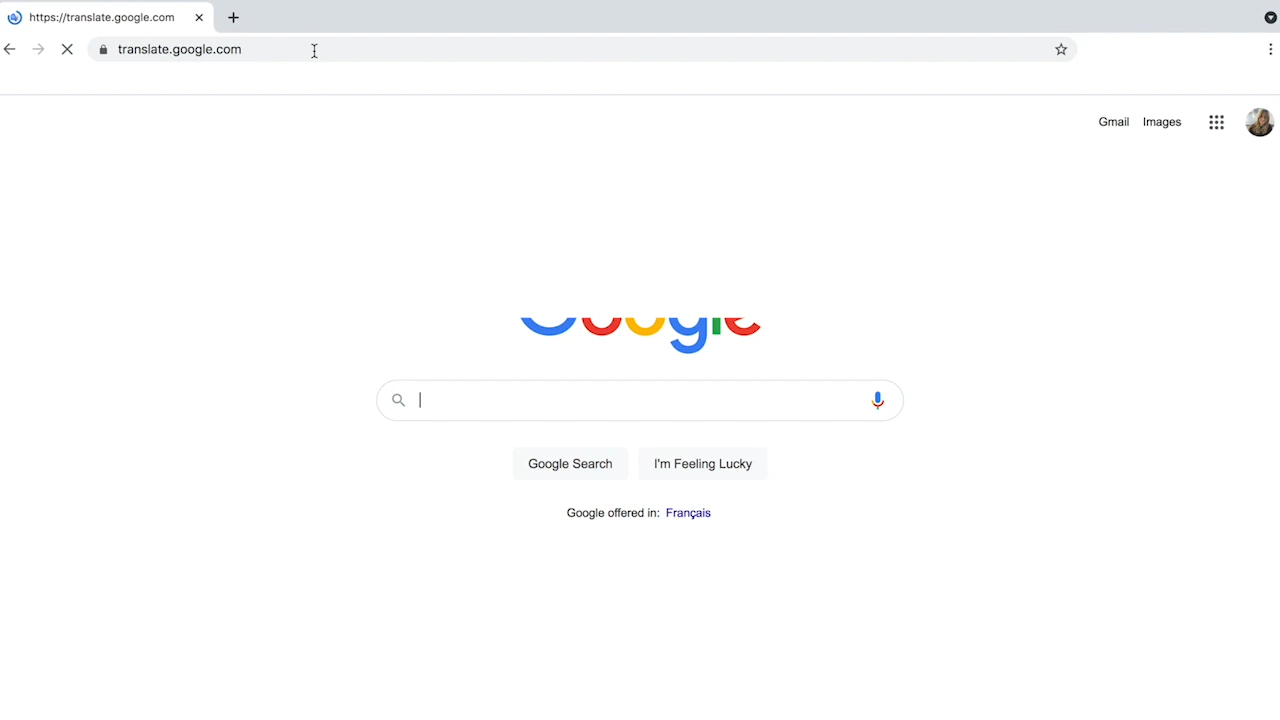 https://translate.google.com
translate.google.com
Gmail Images
Google
Google Search I'm Feeling Lucky
Google offered in: Français